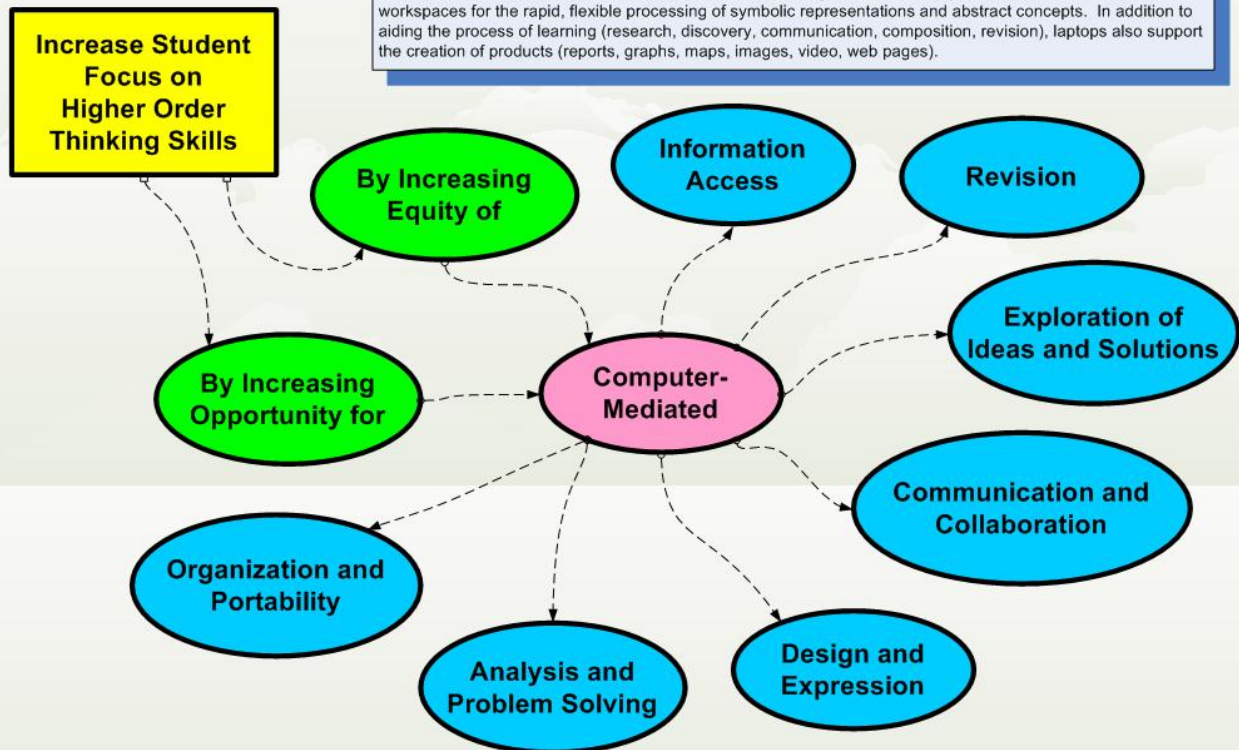 workspaces for the rapid, flexible processing of symbolic representations and abstract concepts.  In addition to
aiding the process of learning (research, discovery, communication, composition, revision), laptops also support
the creation of products (reports, graphs, maps, images, video, web pages).
Increase Student
Focus on
Higher Order
Thinking Skills
By Increasing
Equity of
Information
Access
Revision
Exploration of
Ideas and Solutions
By Increasing
Opportunity for
Computer-
Mediated
Communication and
Collaboration
Organization and
Portability
Analysis and
Problem Solving
Design and
Expression